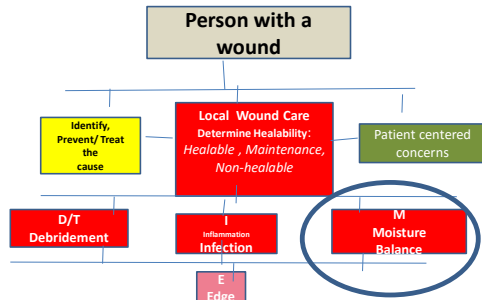 Person with a
wound
Identify,
Prevent/ Treat
the
cause
Local Wound Care
Determine Healability:
Healable , Maintenance,
Non-healable
Patient centered
concerns
D/T
Debridement
I
Inflammation
Infection
M
Moisture
Balance
E
Edge